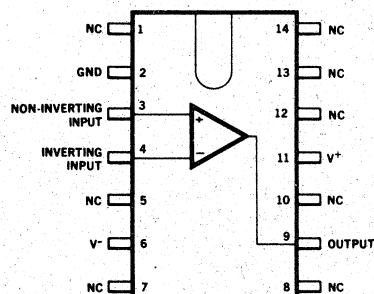 NC 1
GND 2
NON-INVERTING
INPUT
3
+
INVERTING
INPUT
4
−
NC 5
V- 6
NC 7
14 NC
13 NC
12 NC
11 V+
10 NC
9 OUTPUT
8 NC